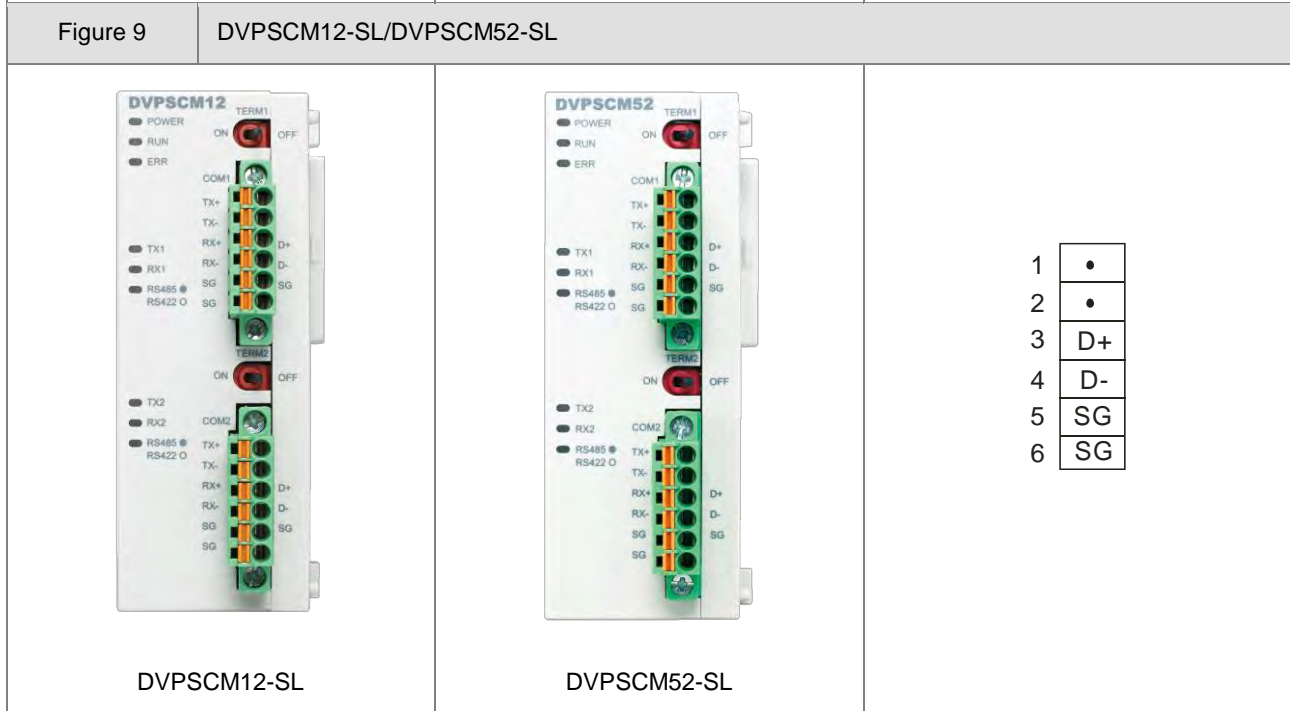 Figure 9
DVPSCM12-SL/DVPSCM52-SL
DVPSCM12
TERM1
POWER
ON
OFF
RUN
ERR
COM1
TX+
TX-
RX+
D+
TX1
RX-
D-
RX1
SG
SG
RS485
RS422
SG
TERM2
ON
OFF
TX2
RX2
COM2
RS485
TX+
RS422
TX-
RX+
D+
RX-
D-
SG
SG
SG
DVPSCM12-SL
DVPSCM52
TERM1
POWER
ON
OFF
RUN
ERR
COM1
TX+
TX-
RX+
D+
TX1
RX-
D-
RX1
SG
SG
RS485
RS422
SG
TERM2
ON
OFF
TX2
RX2
COM2
RS485
TX+
RS422
TX-
RX+
D+
RX-
D-
SG
SG
SG
DVPSCM52-SL
1 •
2 •
3 D+
4 D-
5 SG
6 SG